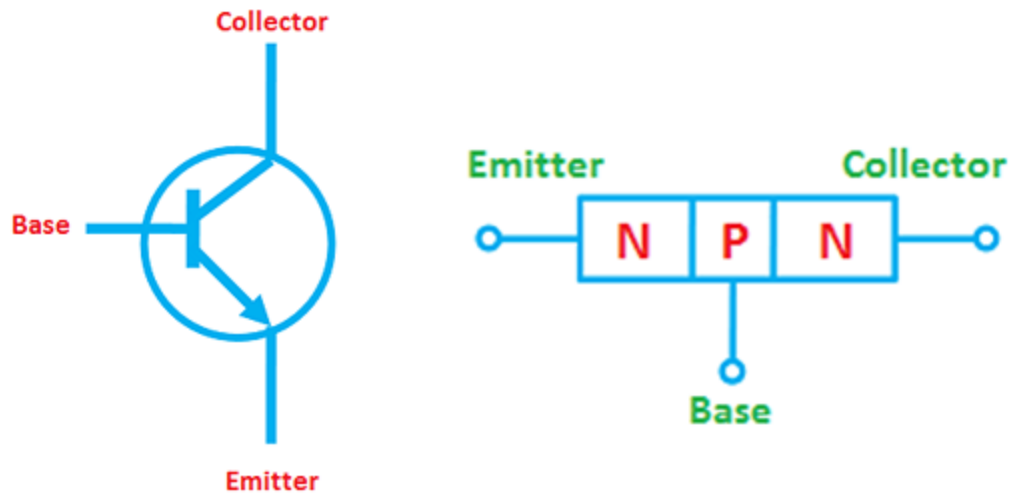 Collector
Base
Emitter
Emitter
Collector
N P N
Base